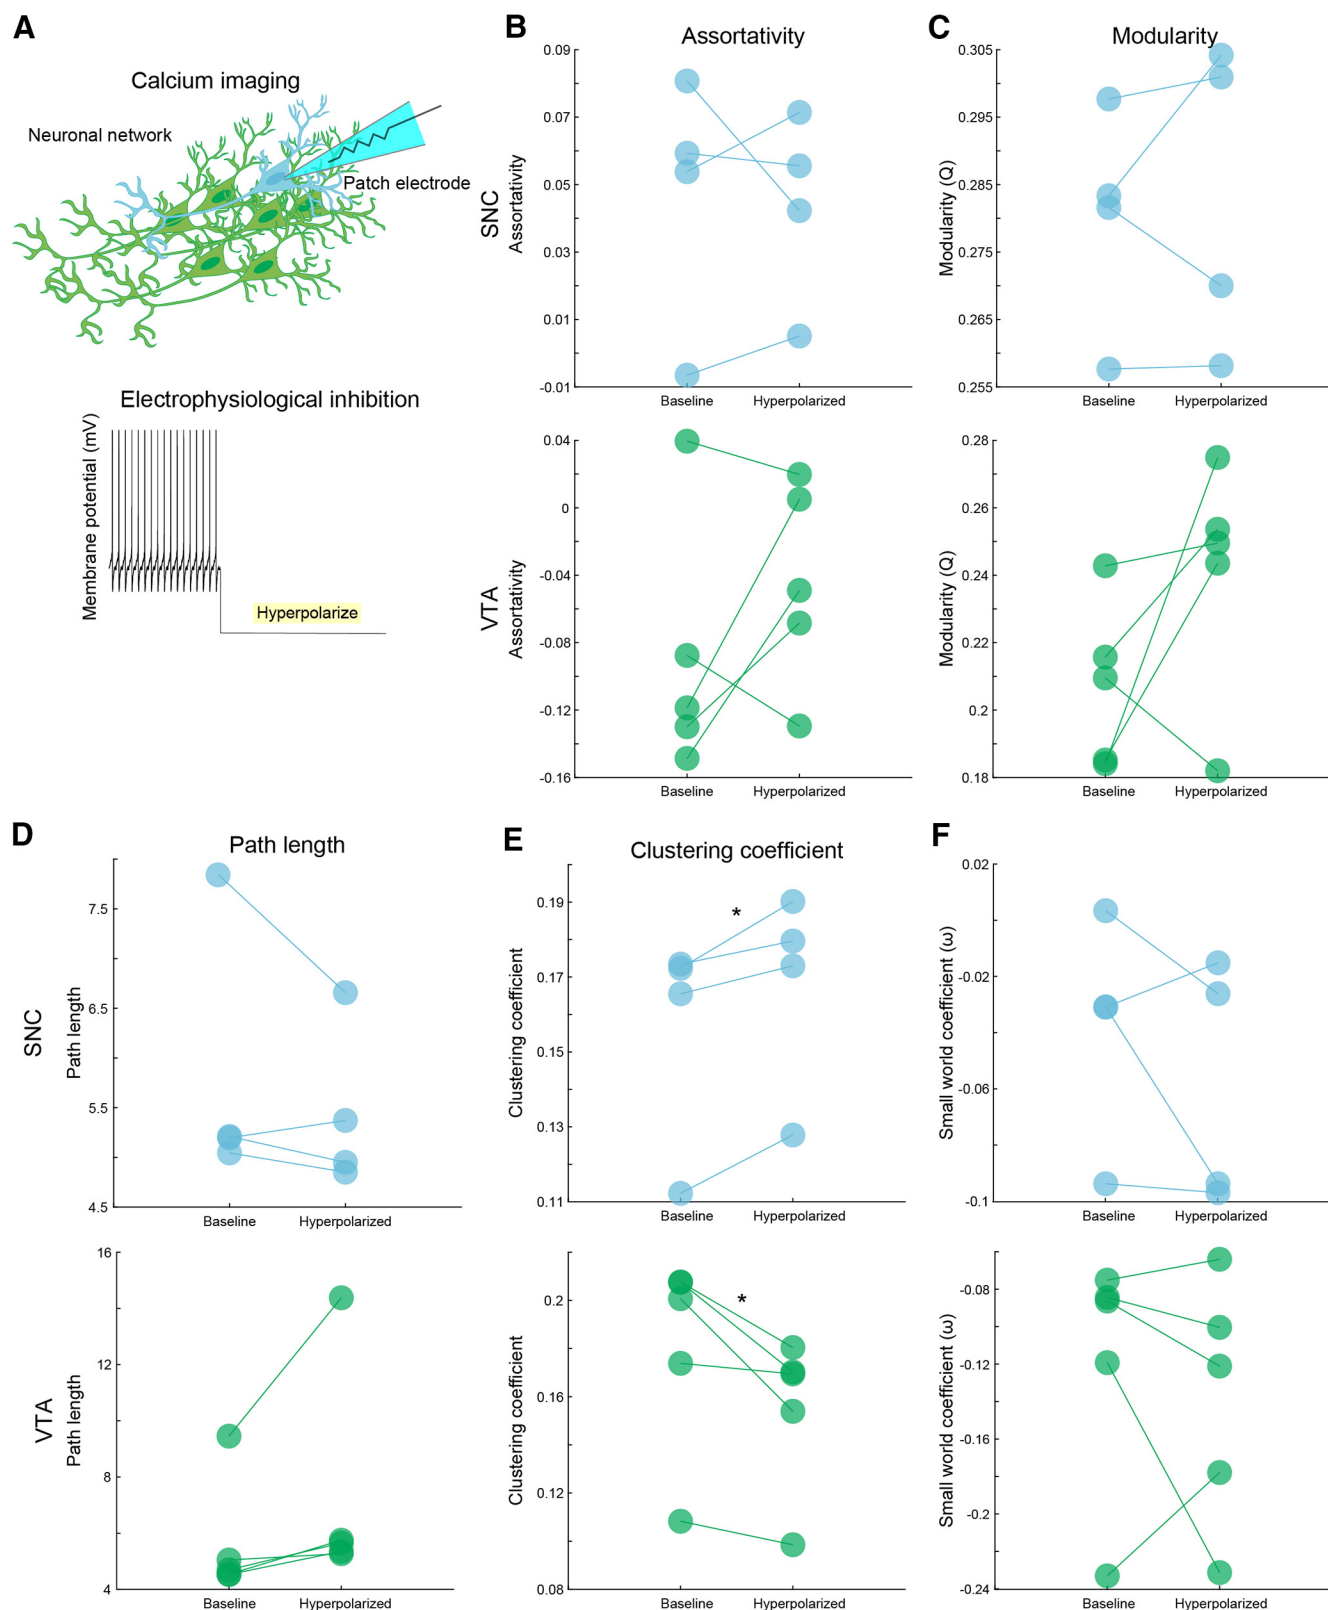 A
Calcium imaging
Neuronal network
Patch electrode
Electrophysiological inhibition
Membrane potential (mV)
Hyperpolarize
B
Assortativity
SNC
Assortativity
0.09
0.07
0.05
0.03
0.01
-0.01
Baseline
Hyperpolarized
VTA
Assortativity
0.04
0
-0.04
-0.08
-0.12
-0.16
Baseline
Hyperpolarized
C
Modularity
Modularity (Q)
0.305
0.295
0.285
0.275
0.265
0.255
Baseline
Hyperpolarized
Modularity (Q)
0.28
0.26
0.24
0.22
0.2
0.18
Baseline
Hyperpolarized
D
Path length
SNC
Path length
7.5
6.5
5.5
4.5
Baseline
Hyperpolarized
VTA
Path length
16
12
8
4
Baseline
Hyperpolarized
E
Clustering coefficient
Clustering coefficient
0.19
0.17
0.15
0.13
0.11
*
Baseline
Hyperpolarized
Clustering coefficient
0.2
0.16
0.12
0.08
*
Baseline
Hyperpolarized
F
Small world coefficient (ω)
0.02
-0.02
-0.06
-0.1
Baseline
Hyperpolarized
Small world coefficient (ω)
-0.08
-0.12
-0.16
-0.2
-0.24
Baseline
Hyperpolarized